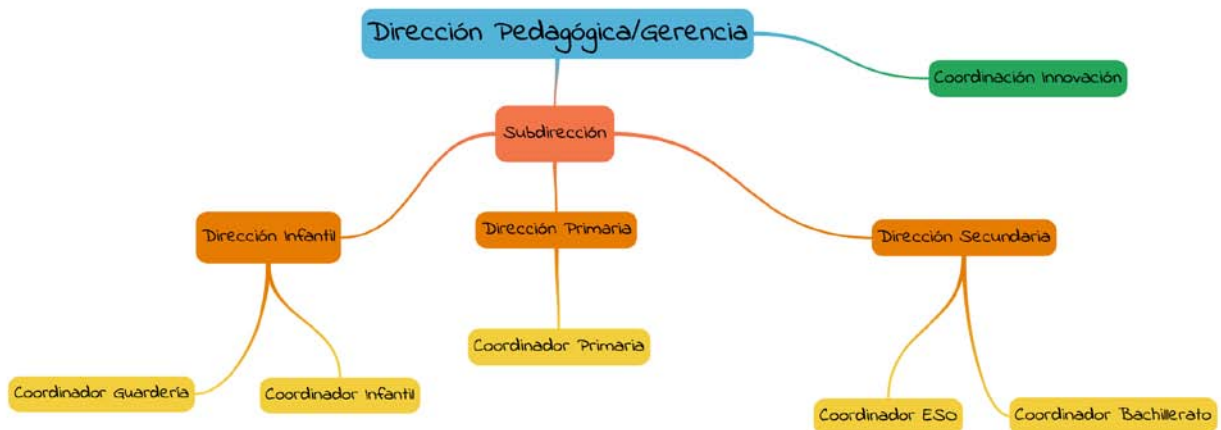 Dirección Pedagógica/Gerencia
Coordinación Innovación
Subdirección
Dirección Infantil
Dirección Primaria
Dirección Secundaria
Coordinador Primaria
Coordinador Guardería
Coordinador Infantil
Coordinador ESO
Coordinador Bachillerato